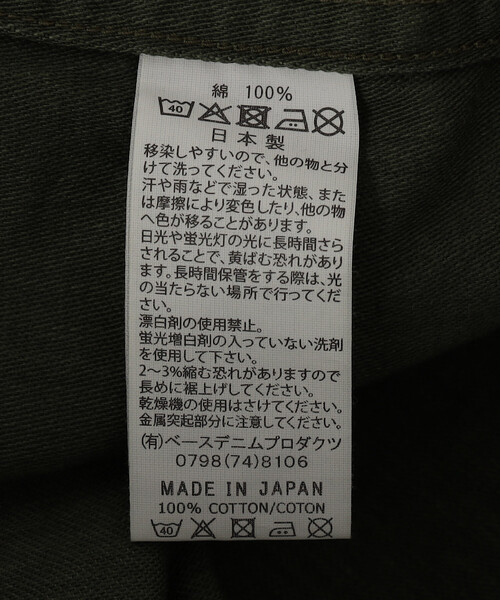 綿 100%
40
日本製
移染しやすいので、他の物と分
けて洗ってください。
汗や雨などで湿った状態、また
は摩擦により変色したり、他の物
へ色が移ることがあります。
日光や蛍光灯の光に長時間さら
されることで、黄ばむ恐れがあり
ます。長時間保管をする際は、光
の当たらない場所で行ってくだ
さい。
漂白剤の使用禁止。
蛍光増白剤の入っていない洗剤
を使用して下さい。
2～3%縮む恐れがありますので
長めに裾上げしてください。
乾燥機の使用はさけてください。
金属突起部分に注意してください。
(有)ベースデニムプロダクツ
0798(74)8106
MADE IN JAPAN
100% COTTON/COTON
40